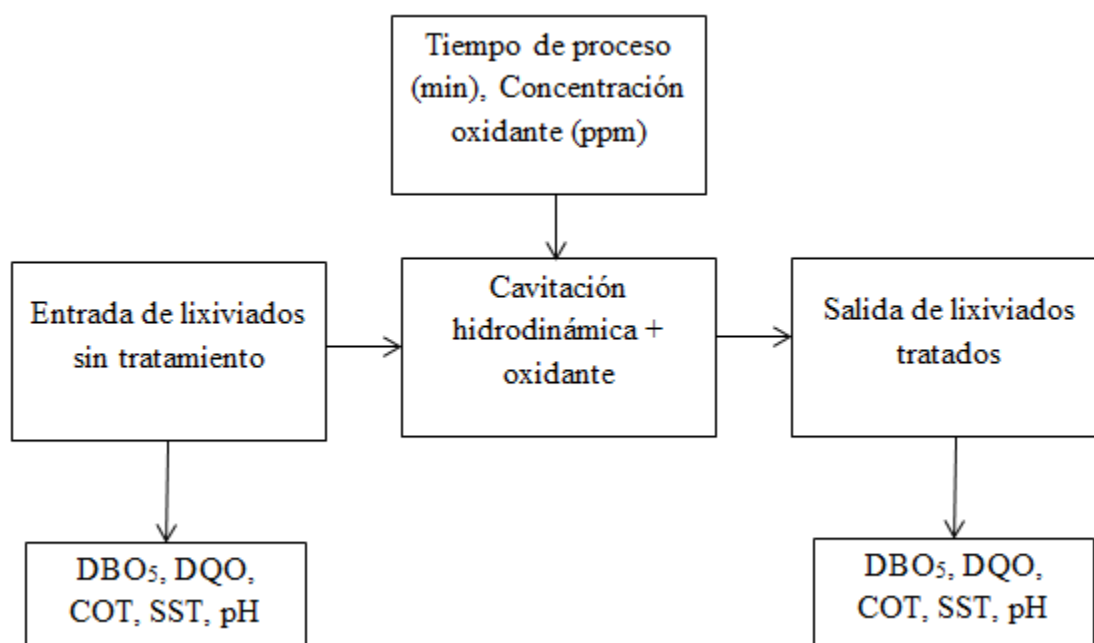 Tiempo de proceso
(min), Concentración
oxidante (ppm)
Entrada de lixiviados
sin tratamiento
Cavitación
hidrodinámica +
oxidante
Salida de lixiviados
tratados
DBO₅, DQO,
COT, SST, pH
DBO₅, DQO,
COT, SST, pH